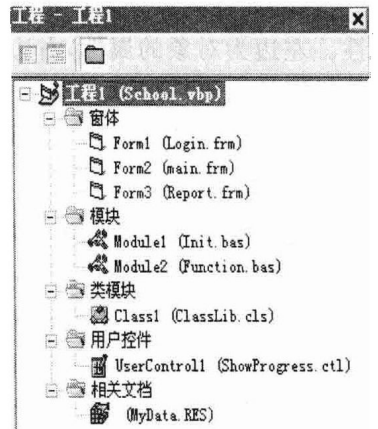 工程 - 工程1
工程1 (School.vbp)
窗体
Form1 (Login.frm)
Form2 (main.frm)
Form3 (Report.frm)
模块
Module1 (Init.bas)
Module2 (Function.bas)
类模块
Class1 (ClassLib.cls)
用户控件
UserControl1 (ShowProgress.ctl)
相关文档
(MyData.RES)